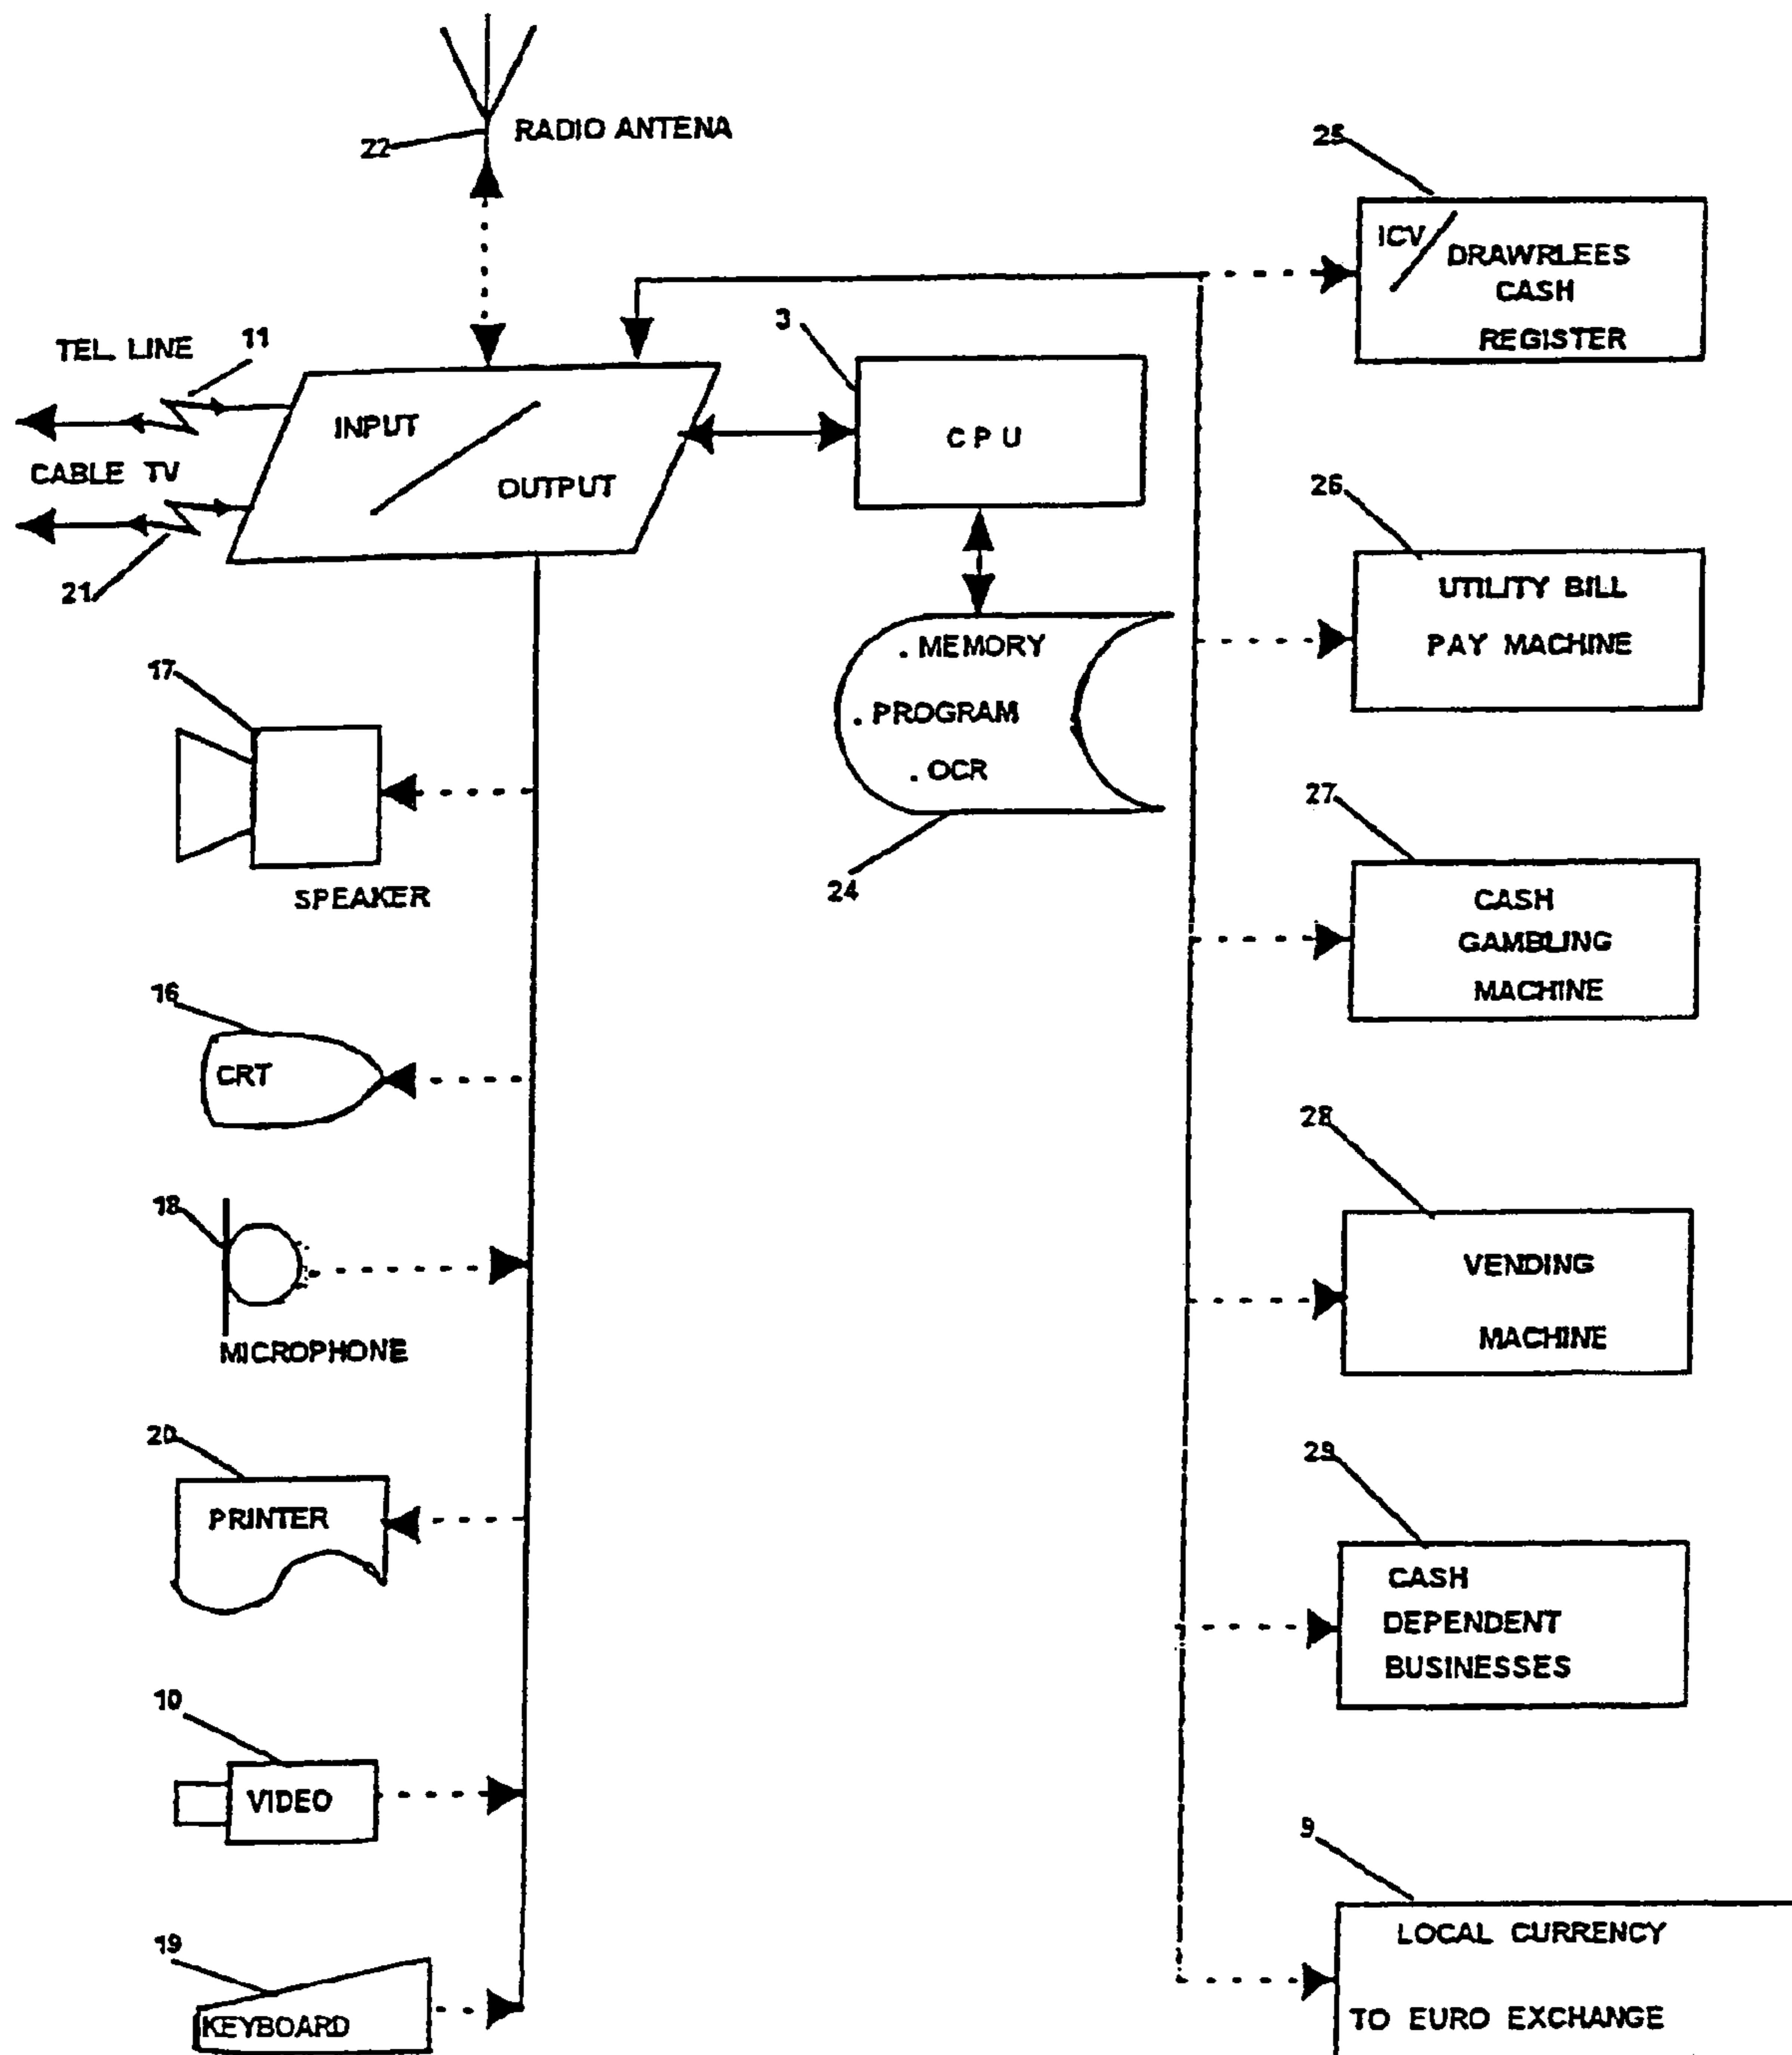 22
RADIO ANTENA
25
ICV/
DRAWRLEES
CASH
REGISTER
TEL. LINE
11
3
INPUT
OUTPUT
C P U
CABLE TV
21
26
UTILITY BILL
PAY MACHINE
. MEMORY
. PROGRAM
. OCR
24
17
SPEAKER
27
CASH
GAMBLING
MACHINE
16
CRT
28
VENDING
MACHINE
18
MICROPHONE
20
PRINTER
29
CASH
DEPENDENT
BUSINESSES
10
VIDEO
9
LOCAL CURRENCY
TO EURO EXCHANGE
19
KEYBOARD